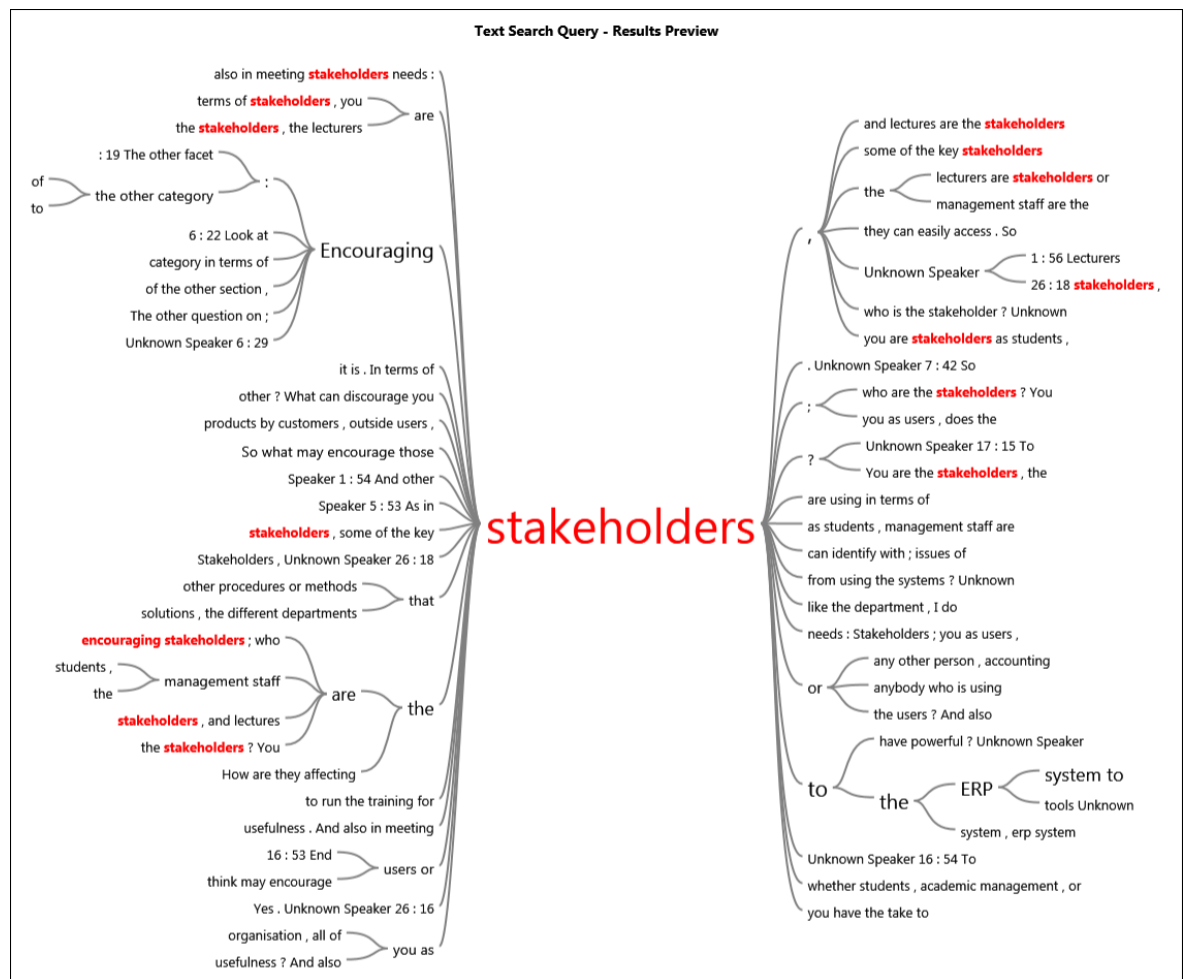 Text Search Query - Results Preview
also in meeting stakeholders needs :
terms of stakeholders , you
the stakeholders , the lecturers
are
: 19 The other facet
of
to
the other category
:
6 : 22 Look at
category in terms of
of the other section ,
The other question on ;
Unknown Speaker 6 : 29
Encouraging
it is . In terms of
other ? What can discourage you
products by customers , outside users ,
So what may encourage those
Speaker 1 : 54 And other
Speaker 5 : 53 As in
stakeholders , some of the key
Stakeholders , Unknown Speaker 26 : 18
other procedures or methods
solutions , the different departments
that
encouraging stakeholders ; who
students ,
the
management staff
stakeholders , and lectures
the stakeholders ? You
are
How are they affecting
the
to run the training for
usefulness . And also in meeting
16 : 53 End
think may encourage
users or
Yes . Unknown Speaker 26 : 16
organisation , all of
usefulness ? And also
you as
stakeholders
,
and lectures are the stakeholders
some of the key stakeholders
the
lecturers are stakeholders or
management staff are the
they can easily access . So
Unknown Speaker
1 : 56 Lecturers
26 : 18 stakeholders ,
who is the stakeholder ? Unknown
you are stakeholders as students ,
. Unknown Speaker 7 : 42 So
;
who are the stakeholders ? You
you as users , does the
?
Unknown Speaker 17 : 15 To
You are the stakeholders , the
are using in terms of
as students , management staff are
can identify with ; issues of
from using the systems ? Unknown
like the department , I do
needs : Stakeholders ; you as users ,
or
any other person , accounting
anybody who is using
the users ? And also
to
have powerful ? Unknown Speaker
the
ERP
system to
tools Unknown
system , erp system
Unknown Speaker 16 : 54 To
whether students , academic management , or
you have the take to